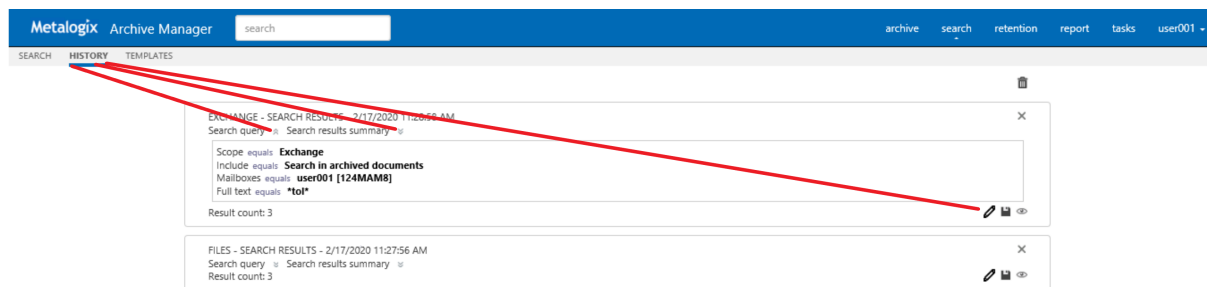 Metalogix Archive Manager search archive search retention report tasks user001
SEARCH HISTORY TEMPLATES
EXCHANGE - SEARCH RESULTS - 2/17/2020 11:28:58 AM
Search query Search results summary
Scope equals Exchange
Include equals Search in archived documents
Mailboxes equals user001 [124MAM8]
Full text equals *tol*
Result count: 3
FILES - SEARCH RESULTS - 2/17/2020 11:27:56 AM
Search query Search results summary
Result count: 3